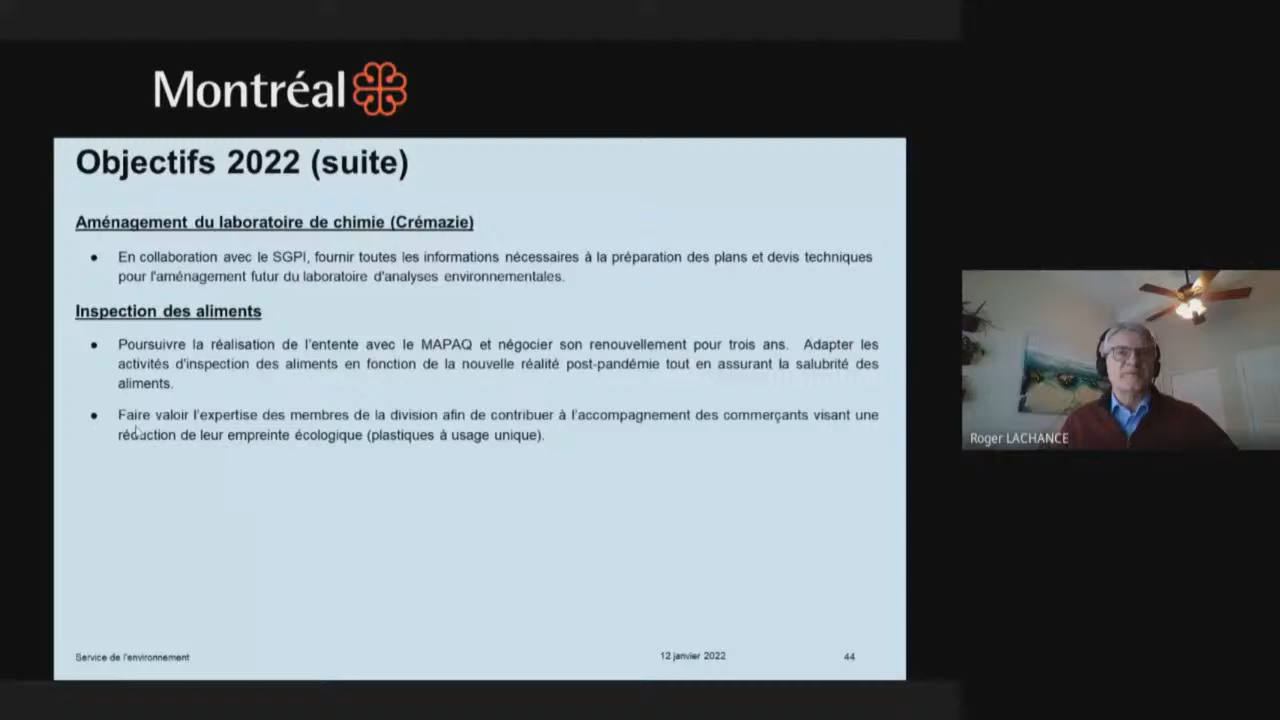 Montréal
Objectifs 2022 (suite)
Aménagement du laboratoire de chimie (Crémazie)
● En collaboration avec le SGPI, fournir toutes les informations nécessaires à la préparation des plans et devis techniques
pour l'aménagement futur du laboratoire d'analyses environnementales.
Inspection des aliments
● Poursuivre la réalisation de l'entente avec le MAPAQ et négocier son renouvellement pour trois ans. Adapter les
activités d'inspection des aliments en fonction de la nouvelle réalité post-pandémie tout en assurant la salubrité des
aliments.
● Faire valoir l'expertise des membres de la division afin de contribuer à l'accompagnement des commerçants visant une
réduction de leur empreinte écologique (plastiques à usage unique).
Roger LACHANCE
Service de l'environnement
12 janvier 2022
44